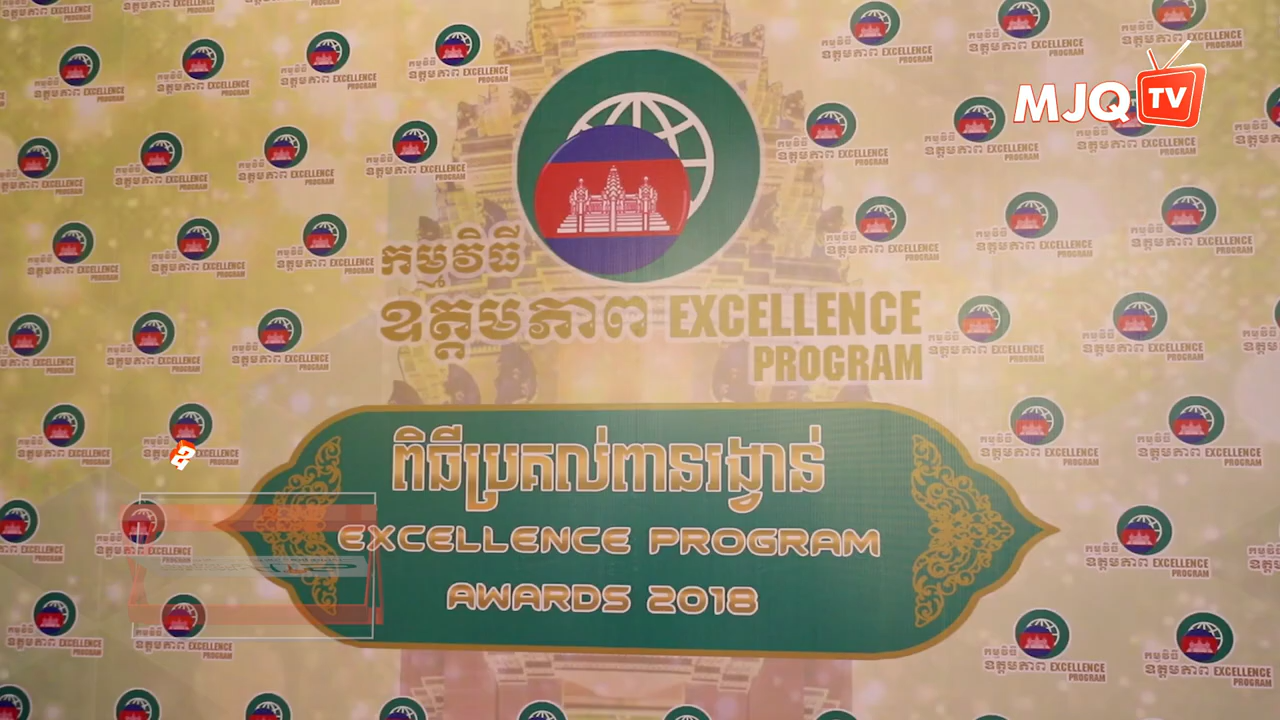 MJQ TV
កម្មវិធី
ឧត្តមភាព EXCELLENCE
PROGRAM
ពិធីប្រគល់ពានរង្វាន់
EXCELLENCE PROGRAM
AWARDS 2018